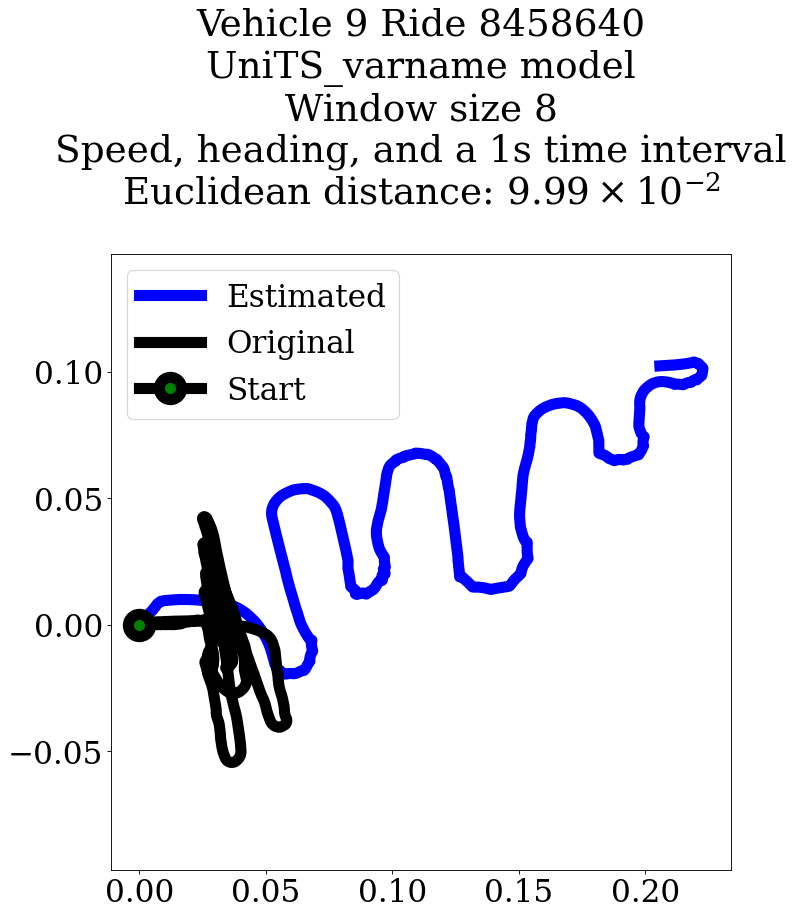 Vehicle 9 Ride 8458640
UniTS_varname model
Window size 8
Speed, heading, and a 1s time interval
Euclidean distance: 9.99 × 10⁻²
Estimated
Original
Start
0.10
0.05
0.00
−0.05
0.00 0.05 0.10 0.15 0.20